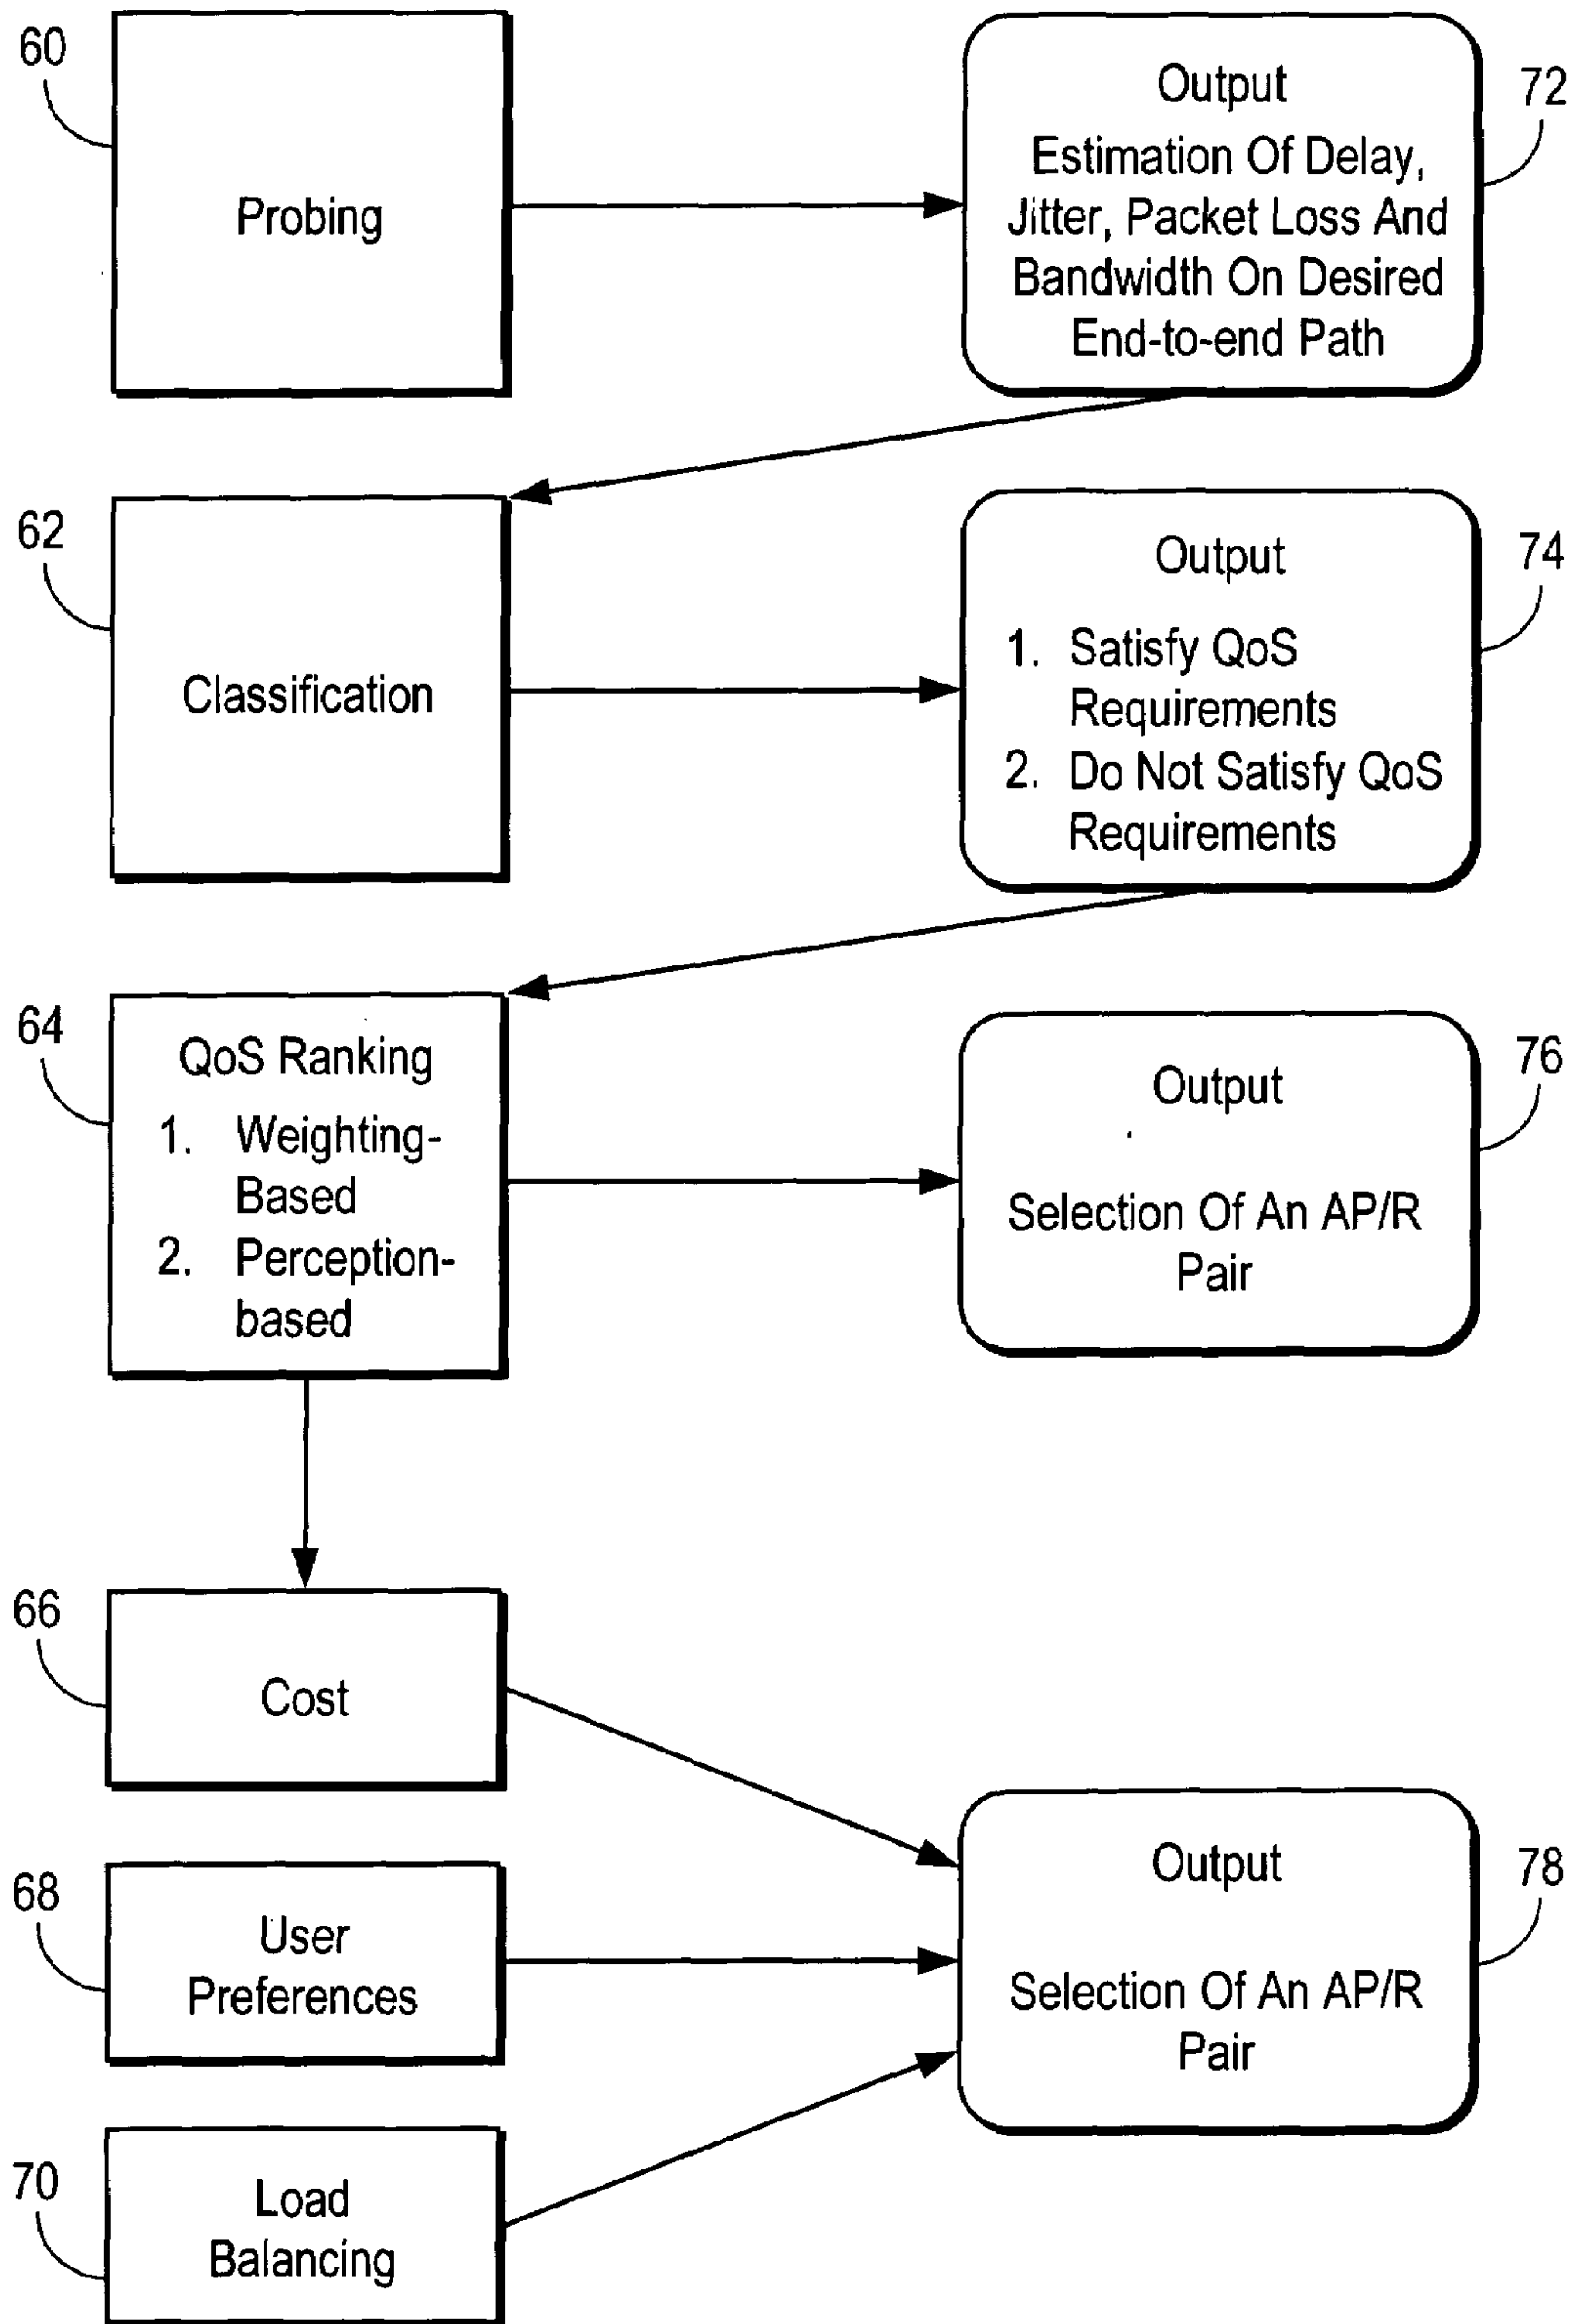 60
Probing
Output
Estimation Of Delay,
Jitter, Packet Loss And
Bandwidth On Desired
End-to-end Path
72
62
Classification
Output
1. Satisfy QoS
Requirements
2. Do Not Satisfy QoS
Requirements
74
64
QoS Ranking
1. Weighting-
Based
2. Perception-
based
Output
Selection Of An AP/R
Pair
76
66
Cost
68
User
Preferences
Output
Selection Of An AP/R
Pair
78
70
Load
Balancing